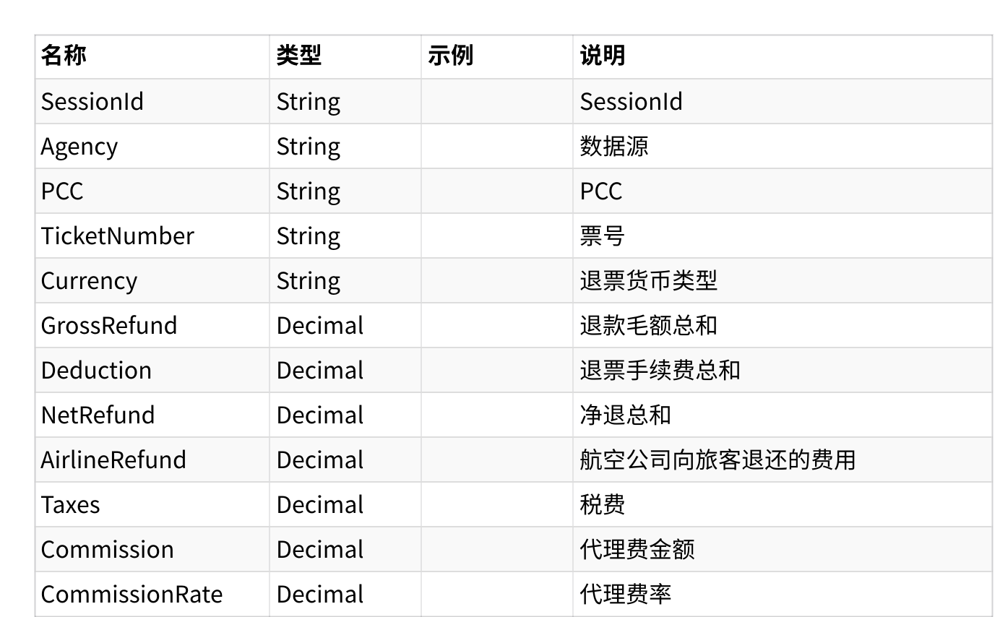 名称 类型 示例 说明
SessionId String SessionId
Agency String 数据源
PCC String PCC
TicketNumber String 票号
Currency String 退票货币类型
GrossRefund Decimal 退款毛额总和
Deduction Decimal 退票手续费总和
NetRefund Decimal 净退总和
AirlineRefund Decimal 航空公司向旅客退还的费用
Taxes Decimal 税费
Commission Decimal 代理费金额
CommissionRate Decimal 代理费率